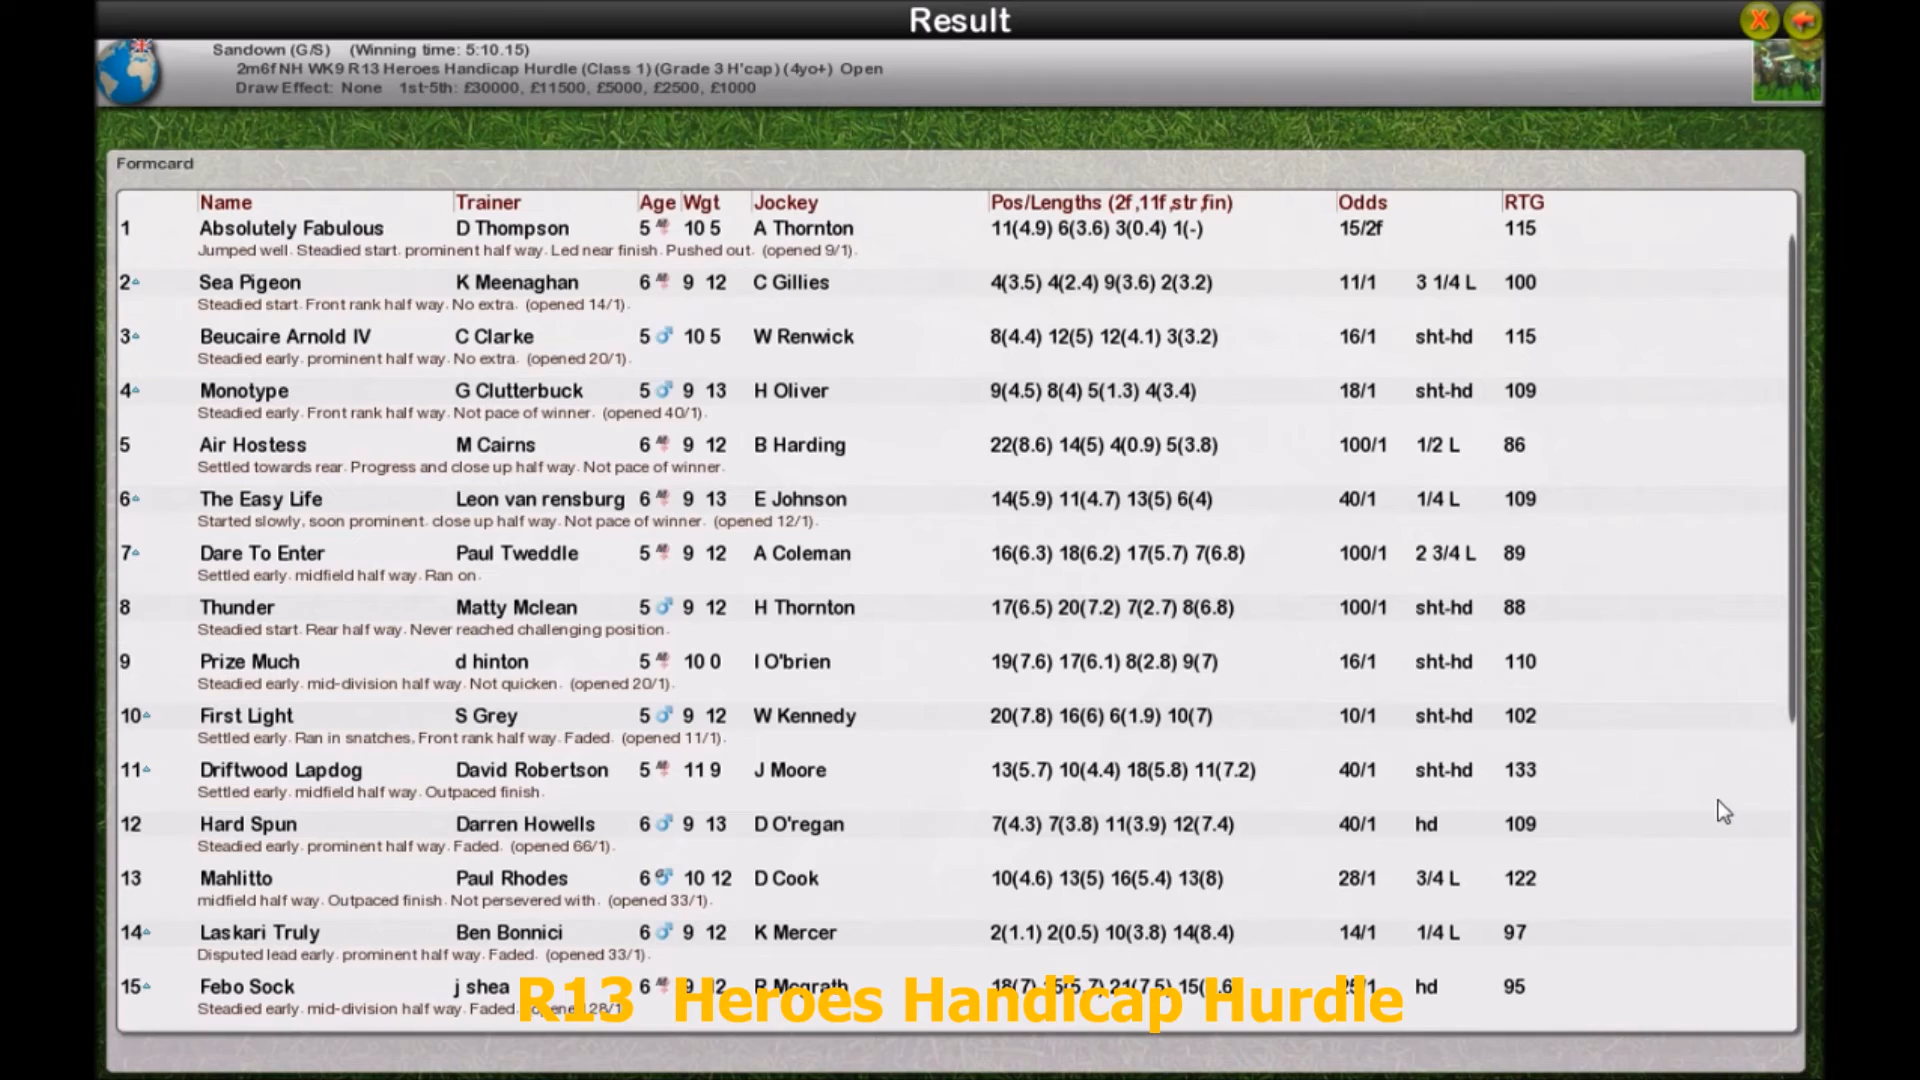 Result
Sandown (G/S) (Winning time: 5:10.15)
2m6f NH WK9 R13 Heroes Handicap Hurdle (Class 1) (Grade 3 H'cap) (4yo+) Open
Draw Effect: None 1st-5th: £30000, £11500, £5000, £2500, £1000
Formcard
Name Trainer Age Wgt Jockey Pos/Lengths (2f,11f,str,fin) Odds RTG
1 Absolutely Fabulous D Thompson 5 10 5 A Thornton 11(4.9) 6(3.6) 3(0.4) 1(-) 15/2f 115
Jumped well. Steadied start. prominent half way. Led near finish. Pushed out. (opened 9/1).
2 Sea Pigeon K Meenaghan 6 9 12 C Gillies 4(3.5) 4(2.4) 9(3.6) 2(3.2) 11/1 3 1/4 L 100
Steadied start. Front rank half way. No extra. (opened 14/1).
3 Beucaire Arnold IV C Clarke 5 10 5 W Renwick 8(4.4) 12(5) 12(4.1) 3(3.2) 16/1 sht-hd 115
Steadied early. prominent half way. No extra. (opened 20/1).
4 Monotype G Clutterbuck 5 9 13 H Oliver 9(4.5) 8(4) 5(1.3) 4(3.4) 18/1 sht-hd 109
Steadied early. Front rank half way. Not pace of winner. (opened 40/1).
5 Air Hostess M Cairns 6 9 12 B Harding 22(8.6) 14(5) 4(0.9) 5(3.8) 100/1 1/2 L 86
Settled towards rear. Progress and close up half way. Not pace of winner.
6 The Easy Life Leon van rensburg 6 9 13 E Johnson 14(5.9) 11(4.7) 13(5) 6(4) 40/1 1/4 L 109
Started slowly, soon prominent. close up half way. Not pace of winner. (opened 12/1).
7 Dare To Enter Paul Tweddle 5 9 12 A Coleman 16(6.3) 18(6.2) 17(5.7) 7(6.8) 100/1 2 3/4 L 89
Settled early. midfield half way. Ran on.
8 Thunder Matty Mclean 5 9 12 H Thornton 17(6.5) 20(7.2) 7(2.7) 8(6.8) 100/1 sht-hd 88
Steadied start. Rear half way. Never reached challenging position.
9 Prize Much d hinton 5 10 0 I O'brien 19(7.6) 17(6.1) 8(2.8) 9(7) 16/1 sht-hd 110
Steadied early. mid-division half way. Not quicken. (opened 20/1).
10 First Light S Grey 5 9 12 W Kennedy 20(7.8) 16(6) 6(1.9) 10(7) 10/1 sht-hd 102
Settled early. Ran in snatches, Front rank half way. Faded. (opened 11/1).
11 Driftwood Lapdog David Robertson 5 11 9 J Moore 13(5.7) 10(4.4) 18(5.8) 11(7.2) 40/1 sht-hd 133
Settled early. midfield half way. Outpaced finish.
12 Hard Spun Darren Howells 6 9 13 D O'regan 7(4.3) 7(3.8) 11(3.9) 12(7.4) 40/1 hd 109
Steadied early. prominent half way. Faded. (opened 66/1).
13 Mahlitto Paul Rhodes 6 10 12 D Cook 10(4.6) 13(5) 16(5.4) 13(8) 28/1 3/4 L 122
midfield half way. Outpaced finish. Not persevered with. (opened 33/1).
14 Laskari Truly Ben Bonnici 6 9 12 K Mercer 2(1.1) 2(0.5) 10(3.8) 14(8.4) 14/1 1/4 L 97
Disputed lead early. prominent half way. Faded. (opened 33/1).
15 Febo Sock j shea 6 9 12 hd 95
Steadied early. mid-division half way. Faded.
R13 Heroes Handicap Hurdle